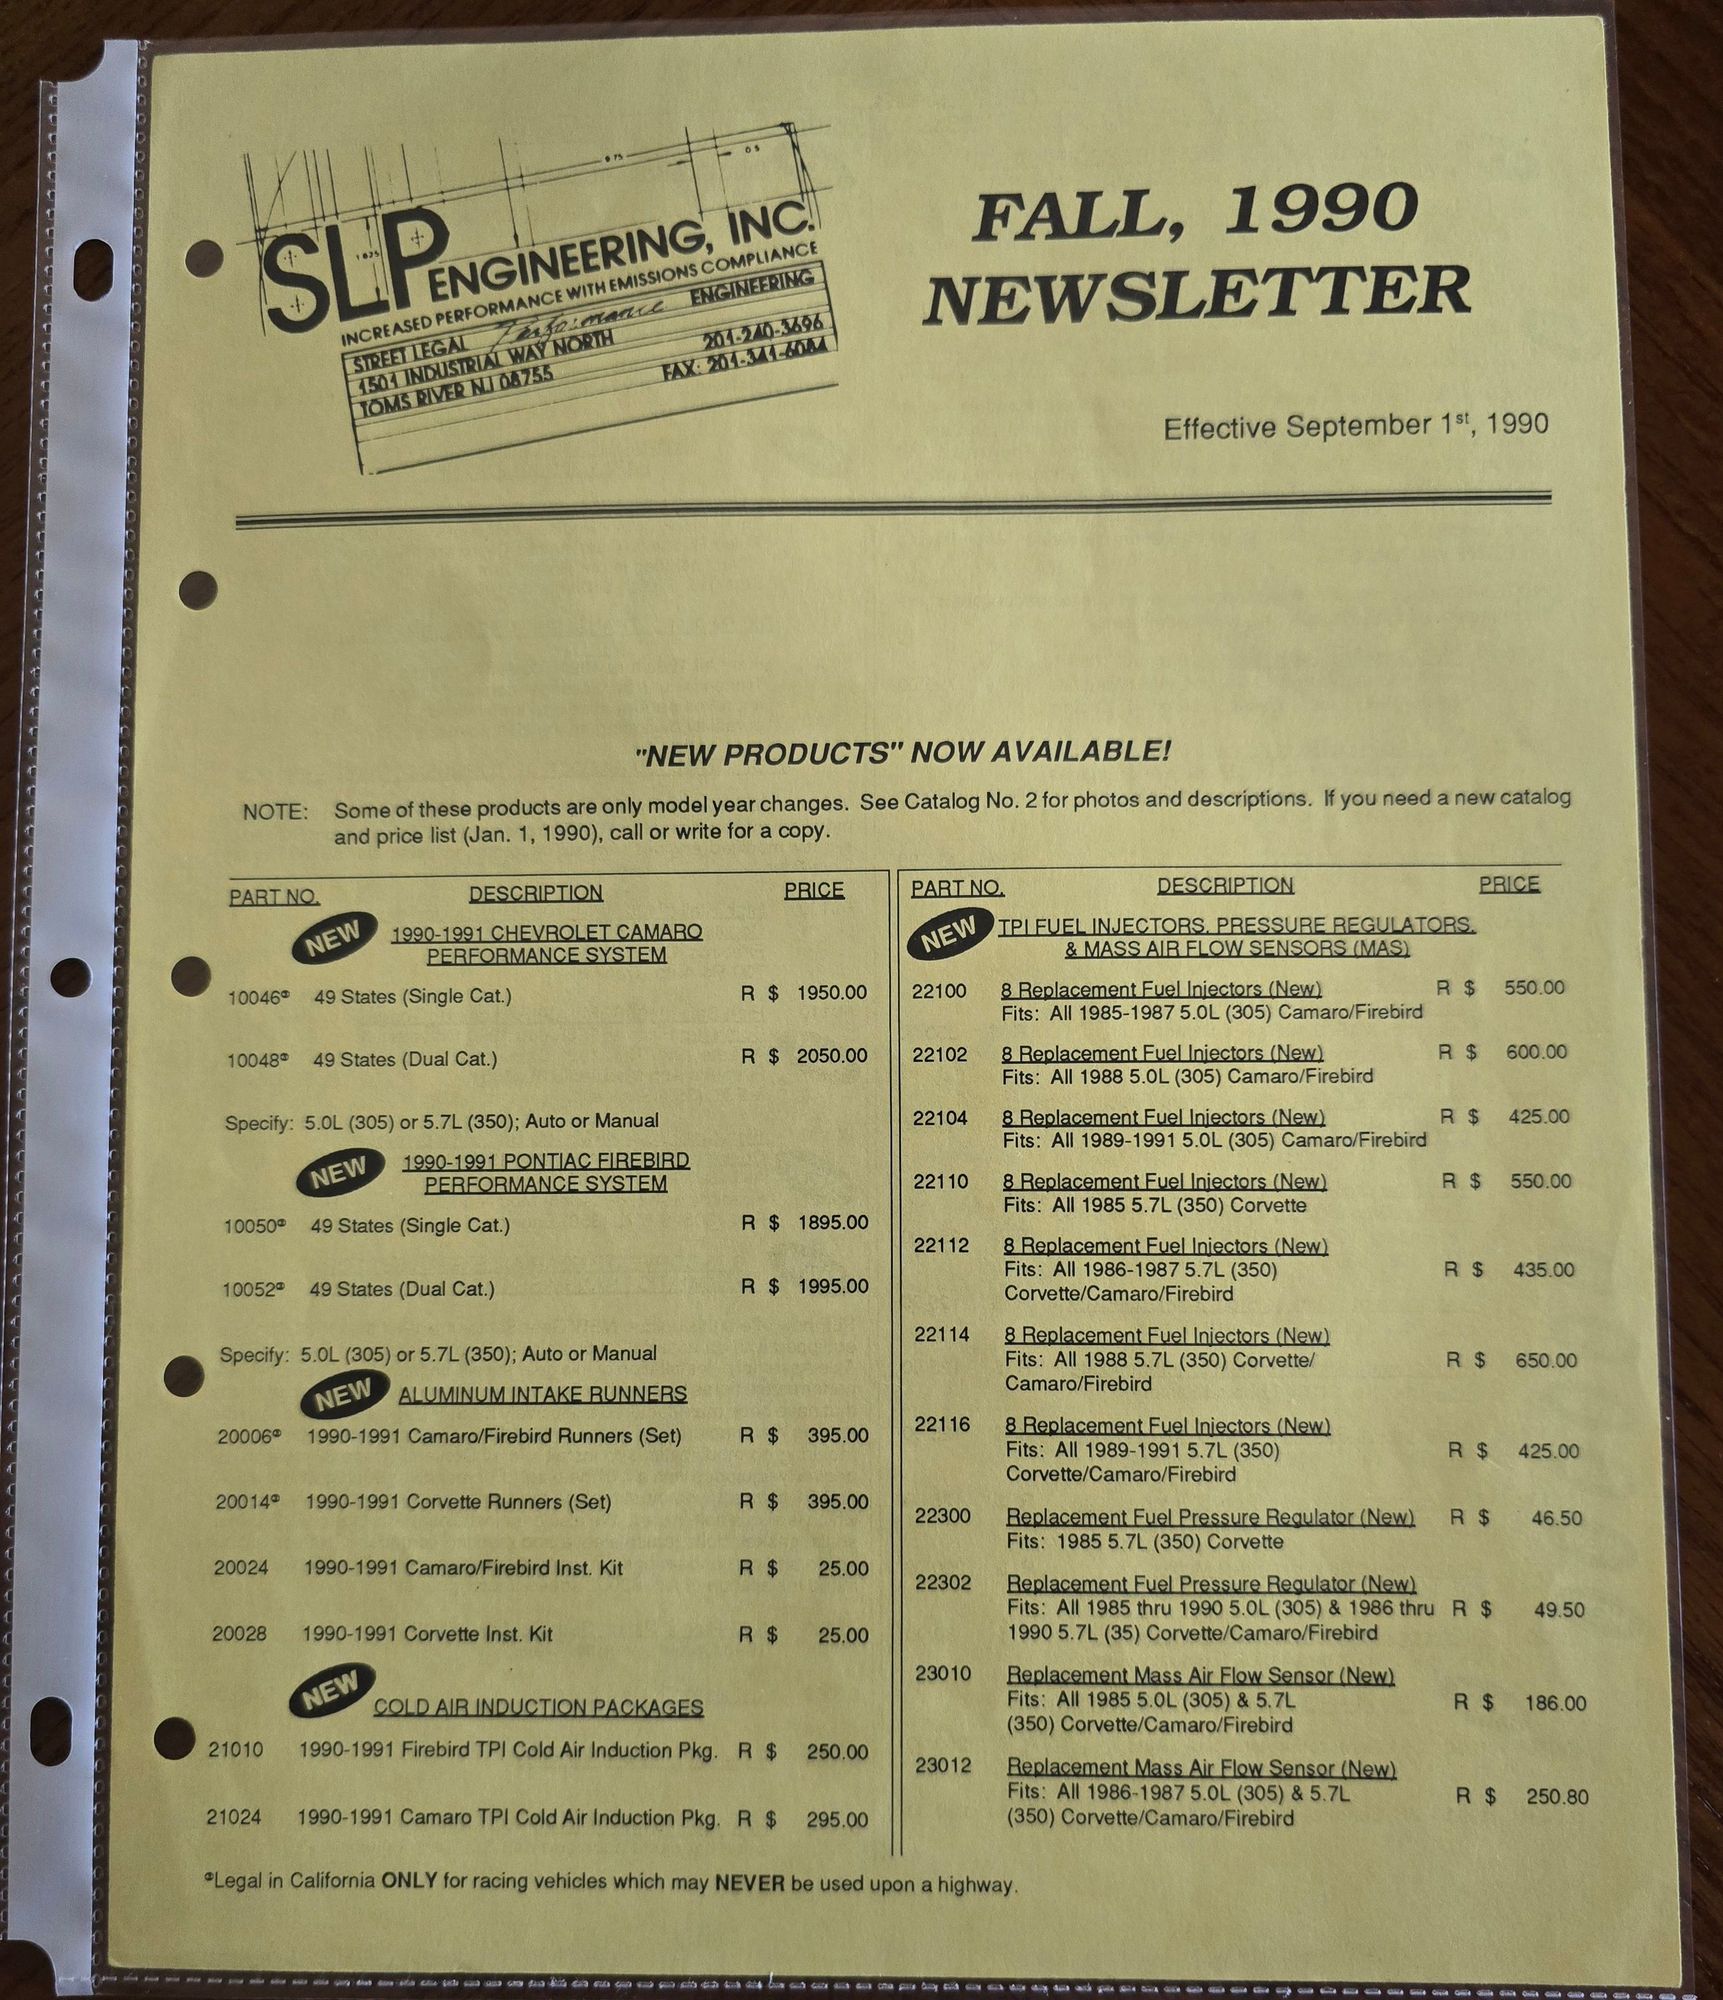 SLP ENGINEERING, INC.
INCREASED PERFORMANCE WITH EMISSIONS COMPLIANCE
STREET LEGAL Performance ENGINEERING
1501 INDUSTRIAL WAY NORTH 201-240-3696
TOMS RIVER NJ 08755 FAX: 201-341-6084
FALL, 1990
NEWSLETTER
Effective September 1st, 1990
"NEW PRODUCTS" NOW AVAILABLE!
NOTE: Some of these products are only model year changes. See Catalog No. 2 for photos and descriptions. If you need a new catalog
and price list (Jan. 1, 1990), call or write for a copy.
PART NO. DESCRIPTION PRICE
NEW 1990-1991 CHEVROLET CAMARO
PERFORMANCE SYSTEM
10046 49 States (Single Cat.) R $ 1950.00
10048 49 States (Dual Cat.) R $ 2050.00
Specify: 5.0L (305) or 5.7L (350); Auto or Manual
NEW 1990-1991 PONTIAC FIREBIRD
PERFORMANCE SYSTEM
10050 49 States (Single Cat.) R $ 1895.00
10052 49 States (Dual Cat.) R $ 1995.00
Specify: 5.0L (305) or 5.7L (350); Auto or Manual
NEW ALUMINUM INTAKE RUNNERS
20006 1990-1991 Camaro/Firebird Runners (Set) R $ 395.00
20014 1990-1991 Corvette Runners (Set) R $ 395.00
20024 1990-1991 Camaro/Firebird Inst. Kit R $ 25.00
20028 1990-1991 Corvette Inst. Kit R $ 25.00
NEW COLD AIR INDUCTION PACKAGES
21010 1990-1991 Firebird TPI Cold Air Induction Pkg. R $ 250.00
21024 1990-1991 Camaro TPI Cold Air Induction Pkg. R $ 295.00
PART NO. DESCRIPTION PRICE
NEW TPI FUEL INJECTORS, PRESSURE REGULATORS,
& MASS AIR FLOW SENSORS (MAS)
22100 8 Replacement Fuel Injectors (New) R $ 550.00
Fits: All 1985-1987 5.0L (305) Camaro/Firebird
22102 8 Replacement Fuel Injectors (New) R $ 600.00
Fits: All 1988 5.0L (305) Camaro/Firebird
22104 8 Replacement Fuel Injectors (New) R $ 425.00
Fits: All 1989-1991 5.0L (305) Camaro/Firebird
22110 8 Replacement Fuel Injectors (New) R $ 550.00
Fits: All 1985 5.7L (350) Corvette
22112 8 Replacement Fuel Injectors (New)
Fits: All 1986-1987 5.7L (350) R $ 435.00
Corvette/Camaro/Firebird
22114 8 Replacement Fuel Injectors (New)
Fits: All 1988 5.7L (350) Corvette/ R $ 650.00
Camaro/Firebird
22116 8 Replacement Fuel Injectors (New)
Fits: All 1989-1991 5.7L (350) R $ 425.00
Corvette/Camaro/Firebird
22300 Replacement Fuel Pressure Regulator (New) R $ 46.50
Fits: 1985 5.7L (350) Corvette
22302 Replacement Fuel Pressure Regulator (New)
Fits: All 1985 thru 1990 5.0L (305) & 1986 thru R $ 49.50
1990 5.7L (35) Corvette/Camaro/Firebird
23010 Replacement Mass Air Flow Sensor (New)
Fits: All 1985 5.0L (305) & 5.7L R $ 186.00
(350) Corvette/Camaro/Firebird
23012 Replacement Mass Air Flow Sensor (New)
Fits: All 1986-1987 5.0L (305) & 5.7L R $ 250.80
(350) Corvette/Camaro/Firebird
Legal in California ONLY for racing vehicles which may NEVER be used upon a highway.